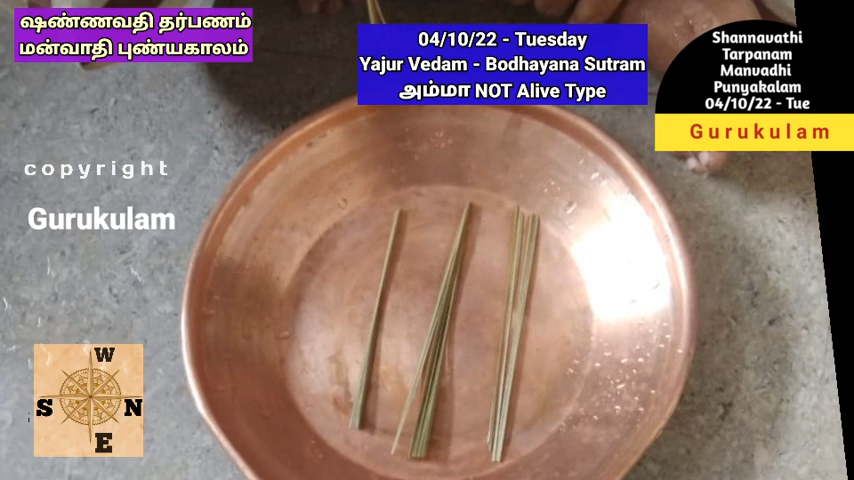 ஷண்ணவதி தர்பணம்
மன்வாதி புண்யகாலம்
04/10/22 - Tuesday
Yajur Vedam - Bodhayana Sutram
அம்மா NOT Alive Type
Shannavathi
Tarpanam
Manvadhi
Punyakalam
04/10/22 - Tue
Gurukulam
copyright
Gurukulam
W
S N
E